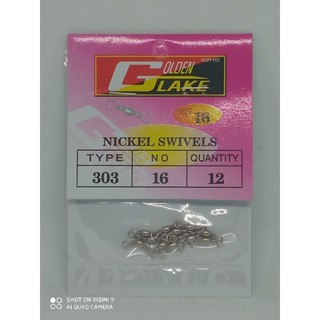 GOLDEN
LAKE
16
NICKEL SWIVELS
TYPE NO QUANTITY
303 16 12
SHOT ON REDMI 9
AI QUAD CAMERA